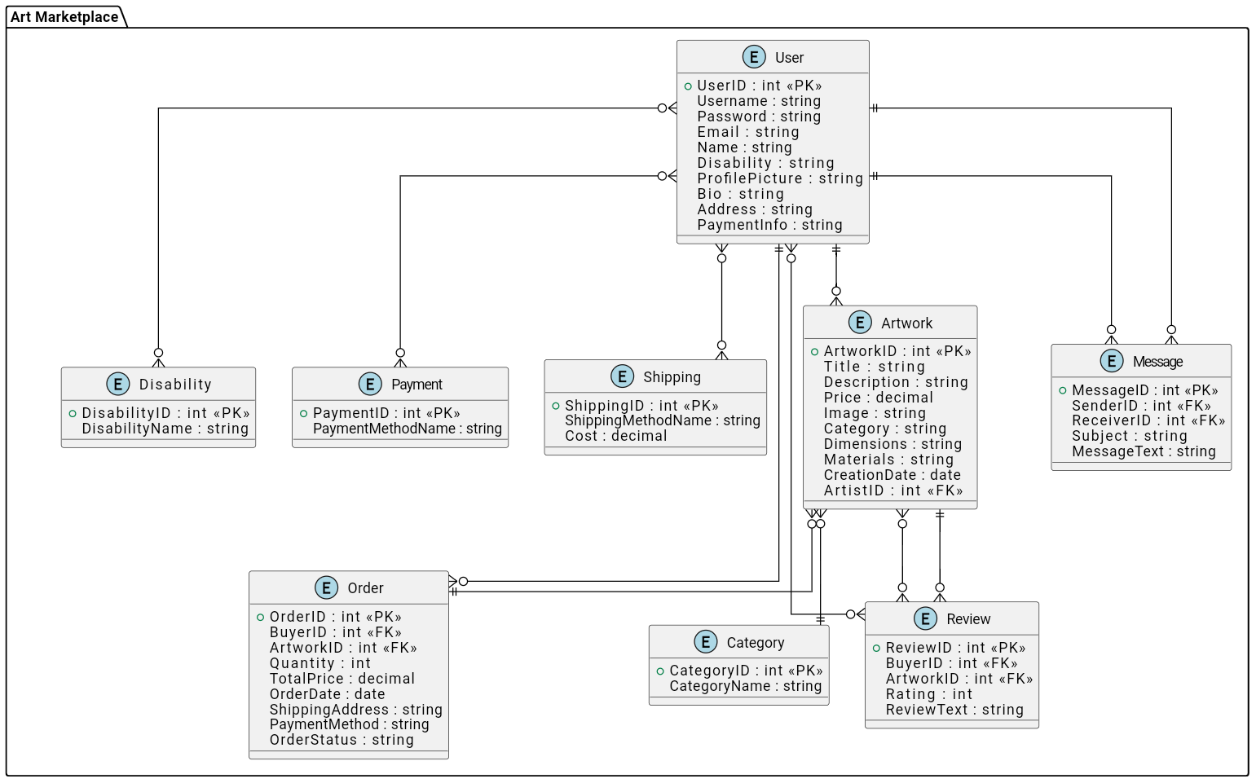 Art Marketplace
E User
UserID : int «PK»
Username : string
Password : string
Email : string
Name : string
Disability : string
ProfilePicture : string
Bio : string
Address : string
PaymentInfo : string
E Disability
DisabilityID : int «PK»
DisabilityName : string
E Payment
PaymentID : int «PK»
PaymentMethodName : string
E Shipping
ShippingID : int «PK»
ShippingMethodName : string
Cost : decimal
E Artwork
ArtworkID : int «PK»
Title : string
Description : string
Price : decimal
Image : string
Category : string
Dimensions : string
Materials : string
CreationDate : date
ArtistID : int «FK»
E Message
MessageID : int «PK»
SenderID : int «FK»
ReceiverID : int «FK»
Subject : string
MessageText : string
E Order
OrderID : int «PK»
BuyerID : int «FK»
ArtworkID : int «FK»
Quantity : int
TotalPrice : decimal
OrderDate : date
ShippingAddress : string
PaymentMethod : string
OrderStatus : string
E Category
CategoryID : int «PK»
CategoryName : string
E Review
ReviewID : int «PK»
BuyerID : int «FK»
ArtworkID : int «FK»
Rating : int
ReviewText : string